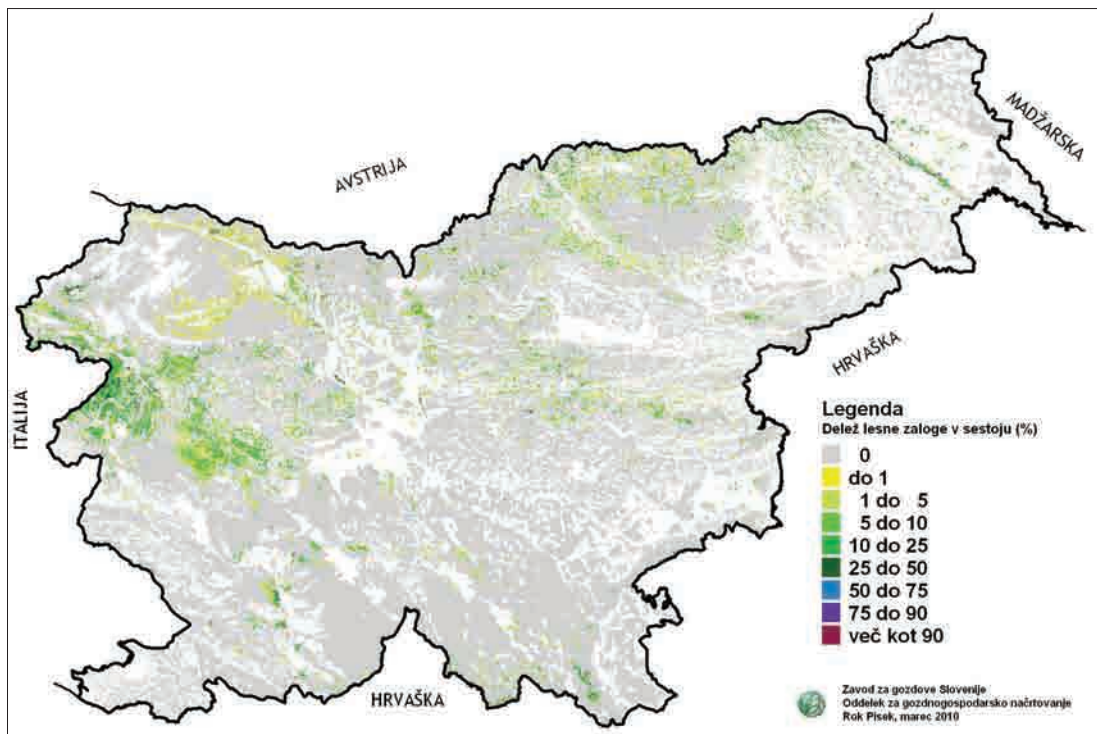 MADŽARSKA
AVSTRIJA
HRVAŠKA
ITALIJA
Legenda
Delež lesne zaloge v sestoju (%)
0
do 1
1 do 5
5 do 10
10 do 25
25 do 50
50 do 75
75 do 90
več kot 90
HRVAŠKA
Zavod za gozdove Slovenije
Oddelek za gozdnogospodarsko načrtovanje
Rok Pisek, marec 2010